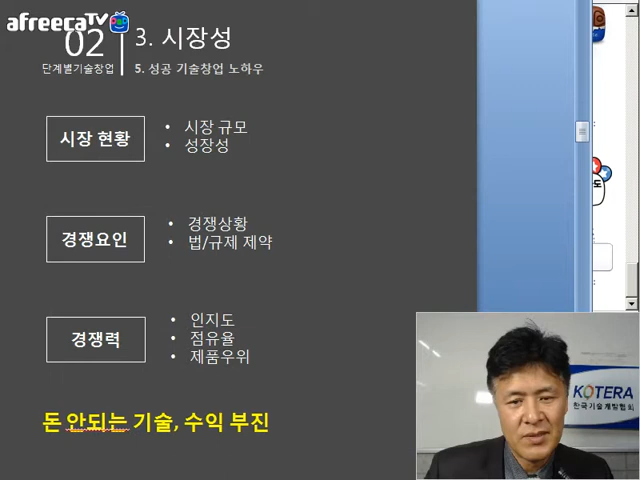 afreecaTV
02
3. 시장성
단계별기술창업
5. 성공 기술창업 노하우
시장 현황
• 시장 규모
• 성장성
경쟁요인
• 경쟁상황
• 법/규제 제약
경쟁력
• 인지도
• 점유율
• 제품우위
돈 안되는 기술, 수익 부진
도
KOTERA
한국기술개발협회